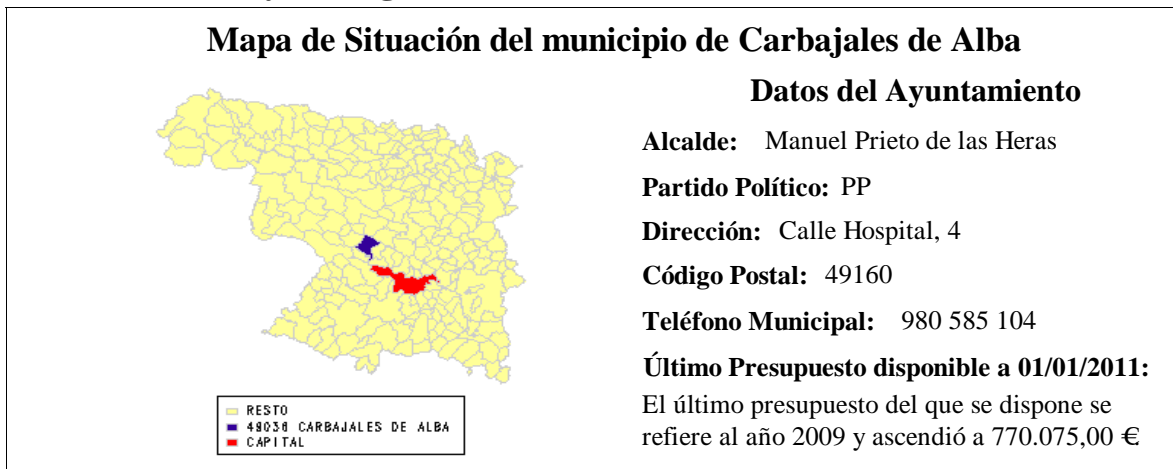 Mapa de Situación del municipio de Carbajales de Alba
Datos del Ayuntamiento
Alcalde: Manuel Prieto de las Heras
Partido Político: PP
Dirección: Calle Hospital, 4
Código Postal: 49160
Teléfono Municipal: 980 585 104
Último Presupuesto disponible a 01/01/2011:
El último presupuesto del que se dispone se
refiere al año 2009 y ascendió a 770.075,00 €
RESTO
49036 CARBAJALES DE ALBA
CAPITAL